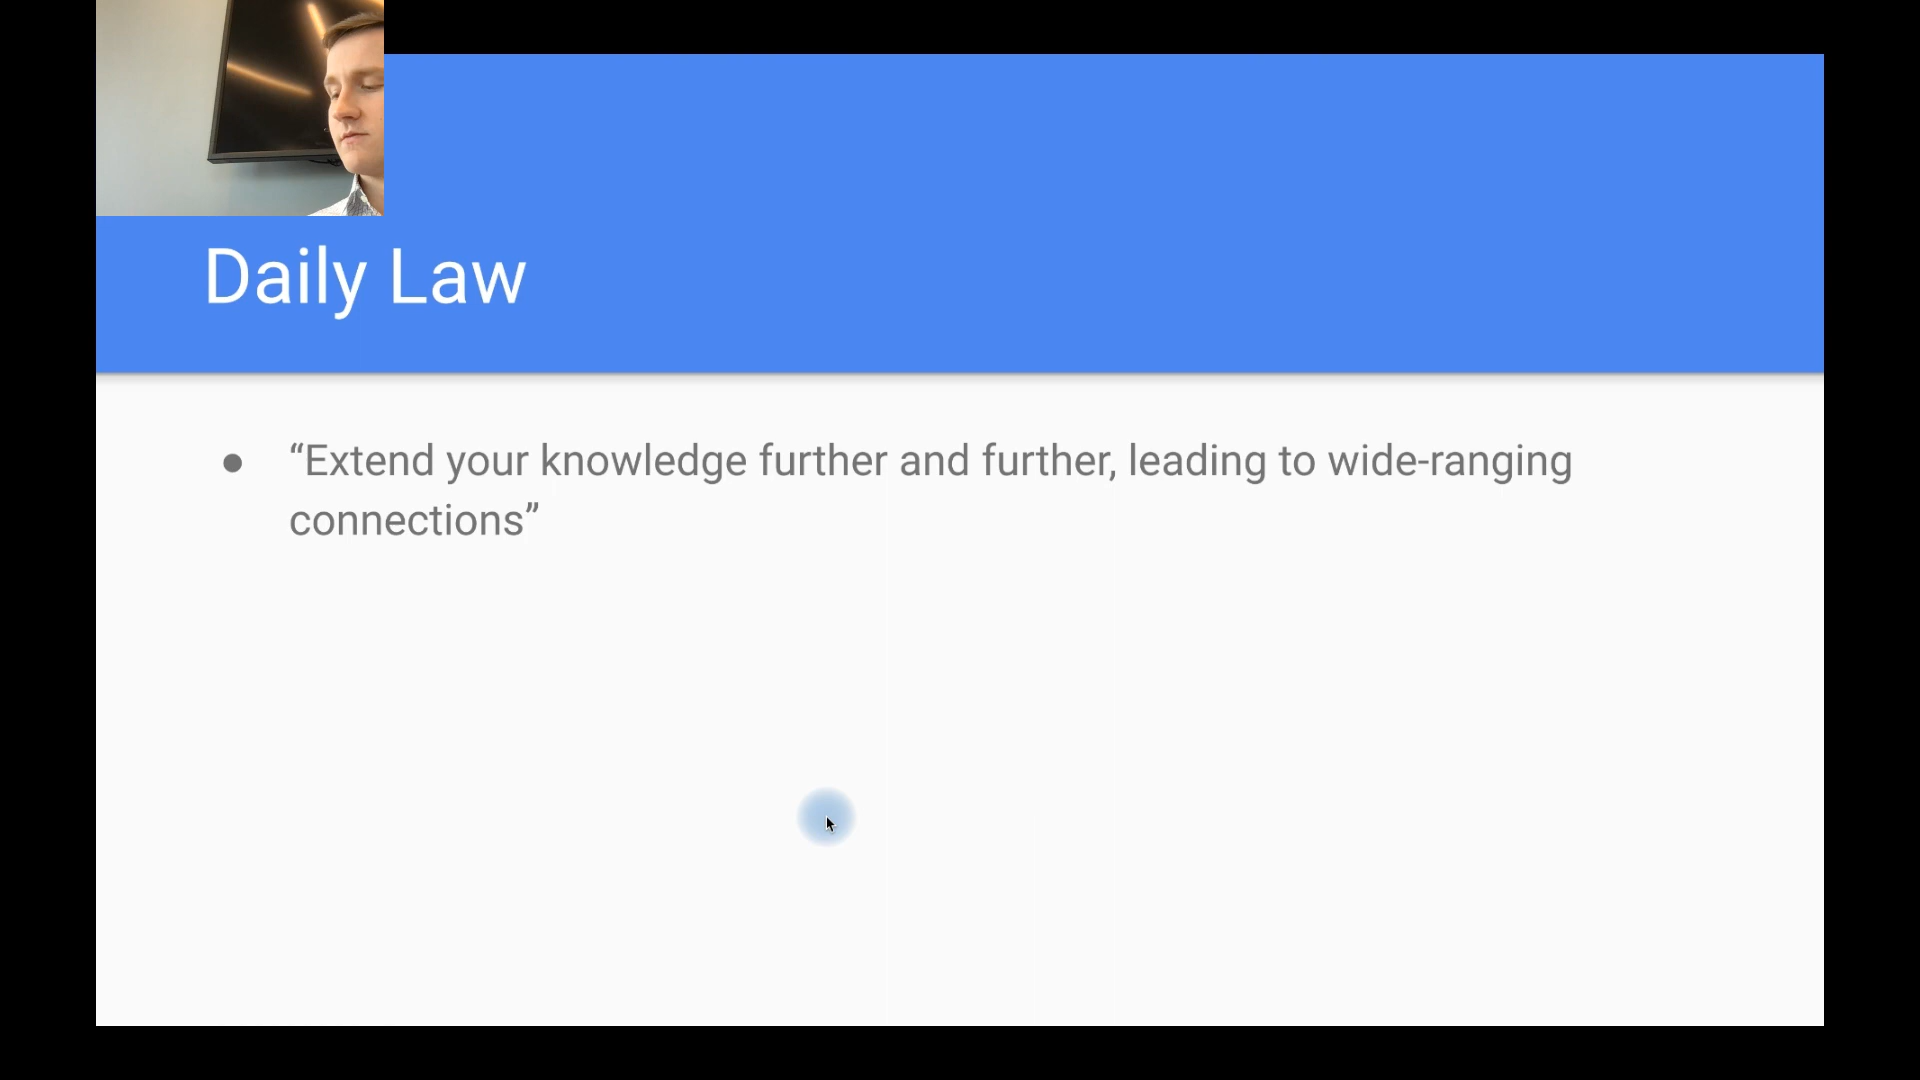 Daily Law
● “Extend your knowledge further and further, leading to wide-ranging
connections”